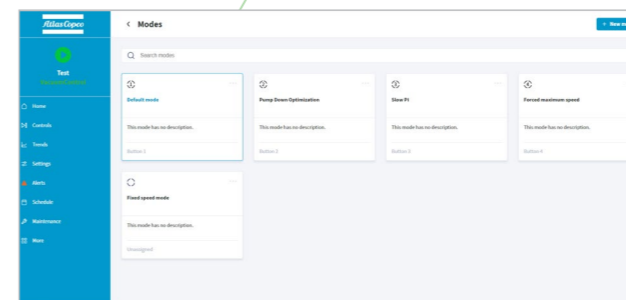 Atlas Copco
Test
Home
Controls
Trends
Settings
Alerts
Schedule
Maintenance
More
< Modes
+ New m
Search modes
Default mode
This mode has no description.
Button 1
Pump Down Optimization
This mode has no description.
Button 2
Slow PI
This mode has no description.
Button 3
Forced maximum speed
This mode has no description.
Button 4
Fixed speed mode
This mode has no description.
Unassigned